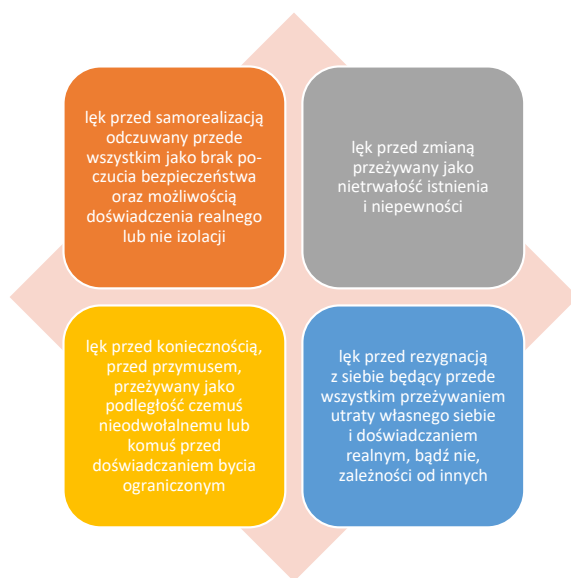 lęk przed samorealizacją
odczuwany przede
wszystkim jako brak po-
czucia bezpieczeństwa
oraz możliwością
doświadczenia realnego
lub nie izolacji
lęk przed zmianą
przeżywany jako
nietrwałość istnienia
i niepewności
lęk przed koniecznością,
przed przymusem,
przeżywany jako
podległość czemuś
nieodwołalnemu lub
komuś przed
doświadczaniem bycia
ograniczonym
lęk przed rezygnacją
z siebie będący przede
wszystkim przeżywaniem
utraty własnego siebie
i doświadczaniem
realnym, bądź nie,
zależności od innych